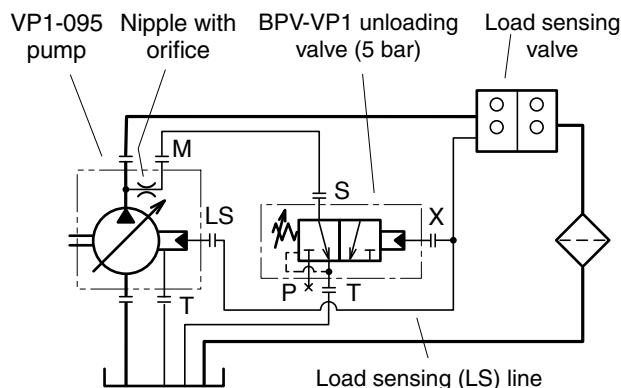 VP1-095
pump
Nipple with
orifice
BPV-VP1 unloading
valve (5 bar)
Load sensing
valve
M
S
LS
X
P
T
T
Load sensing (LS) line